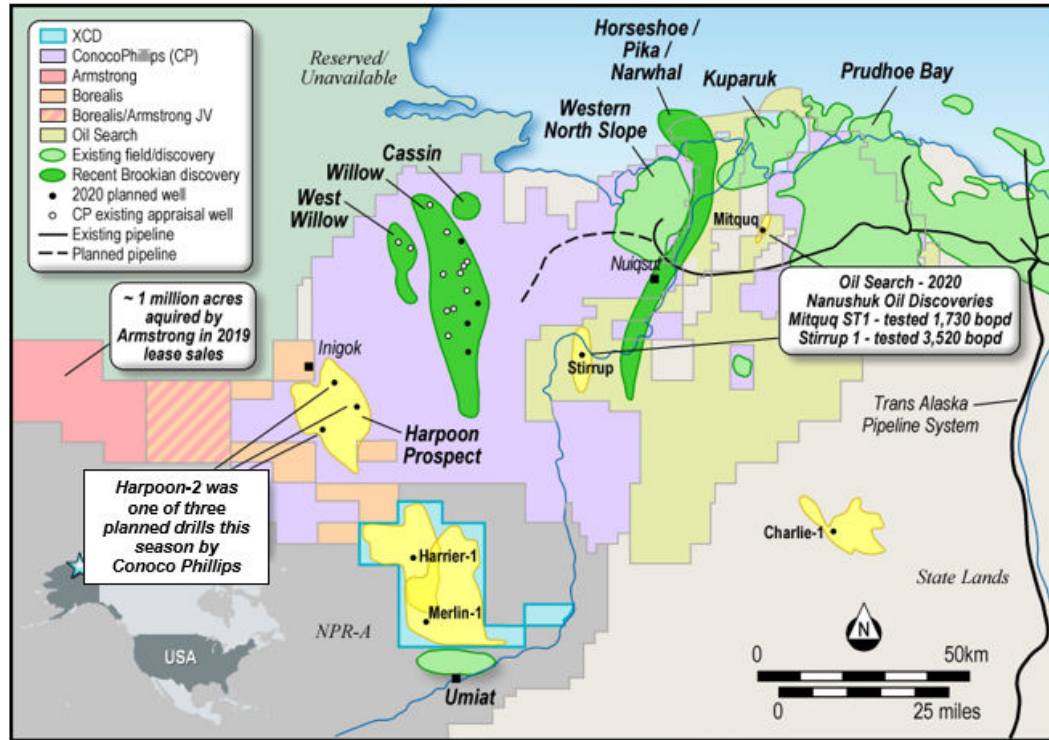 XCD
ConocoPhillips (CP)
Armstrong
Borealis
Borealis/Armstrong JV
Oil Search
Existing field/discovery
Recent Brookian discovery
2020 planned well
CP existing appraisal well
Existing pipeline
Planned pipeline
Reserved/
Unavailable
Horseshoe /
Pika /
Narwhal
Kuparuk
Prudhoe Bay
Western
North Slope
Cassin
Willow
West
Willow
Mitquq
Nuiqsut
Oil Search - 2020
Nanushuk Oil Discoveries
Mitquq ST1 - tested 1,730 bopd
Stirrup 1 - tested 3,520 bopd
~ 1 million acres
aquired by
Armstrong in 2019
lease sales
Inigok
Stirrup
Trans Alaska
Pipeline System
Harpoon
Prospect
Harpoon-2 was
one of three
planned drills this
season by
Conoco Phillips
Charlie-1
Harrier-1
Merlin-1
State Lands
NPR-A
N
USA
Umiat
0 50km
0 25 miles